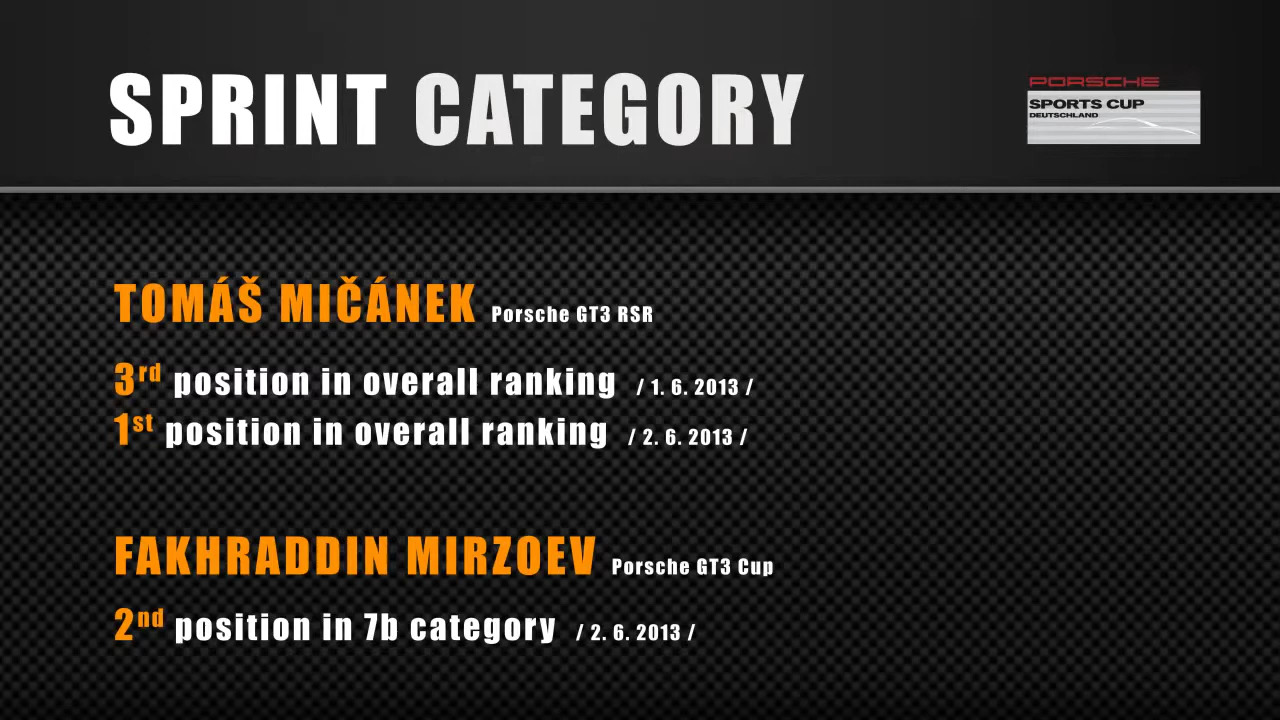 SPRINT CATEGORY
PORSCHE
SPORTS CUP
DEUTSCHLAND
TOMÁŠ MIČÁNEK Porsche GT3 RSR
3rd position in overall ranking / 1. 6. 2013 /
1st position in overall ranking / 2. 6. 2013 /
FAKHRADDIN MIRZOEV Porsche GT3 Cup
2nd position in 7b category / 2. 6. 2013 /